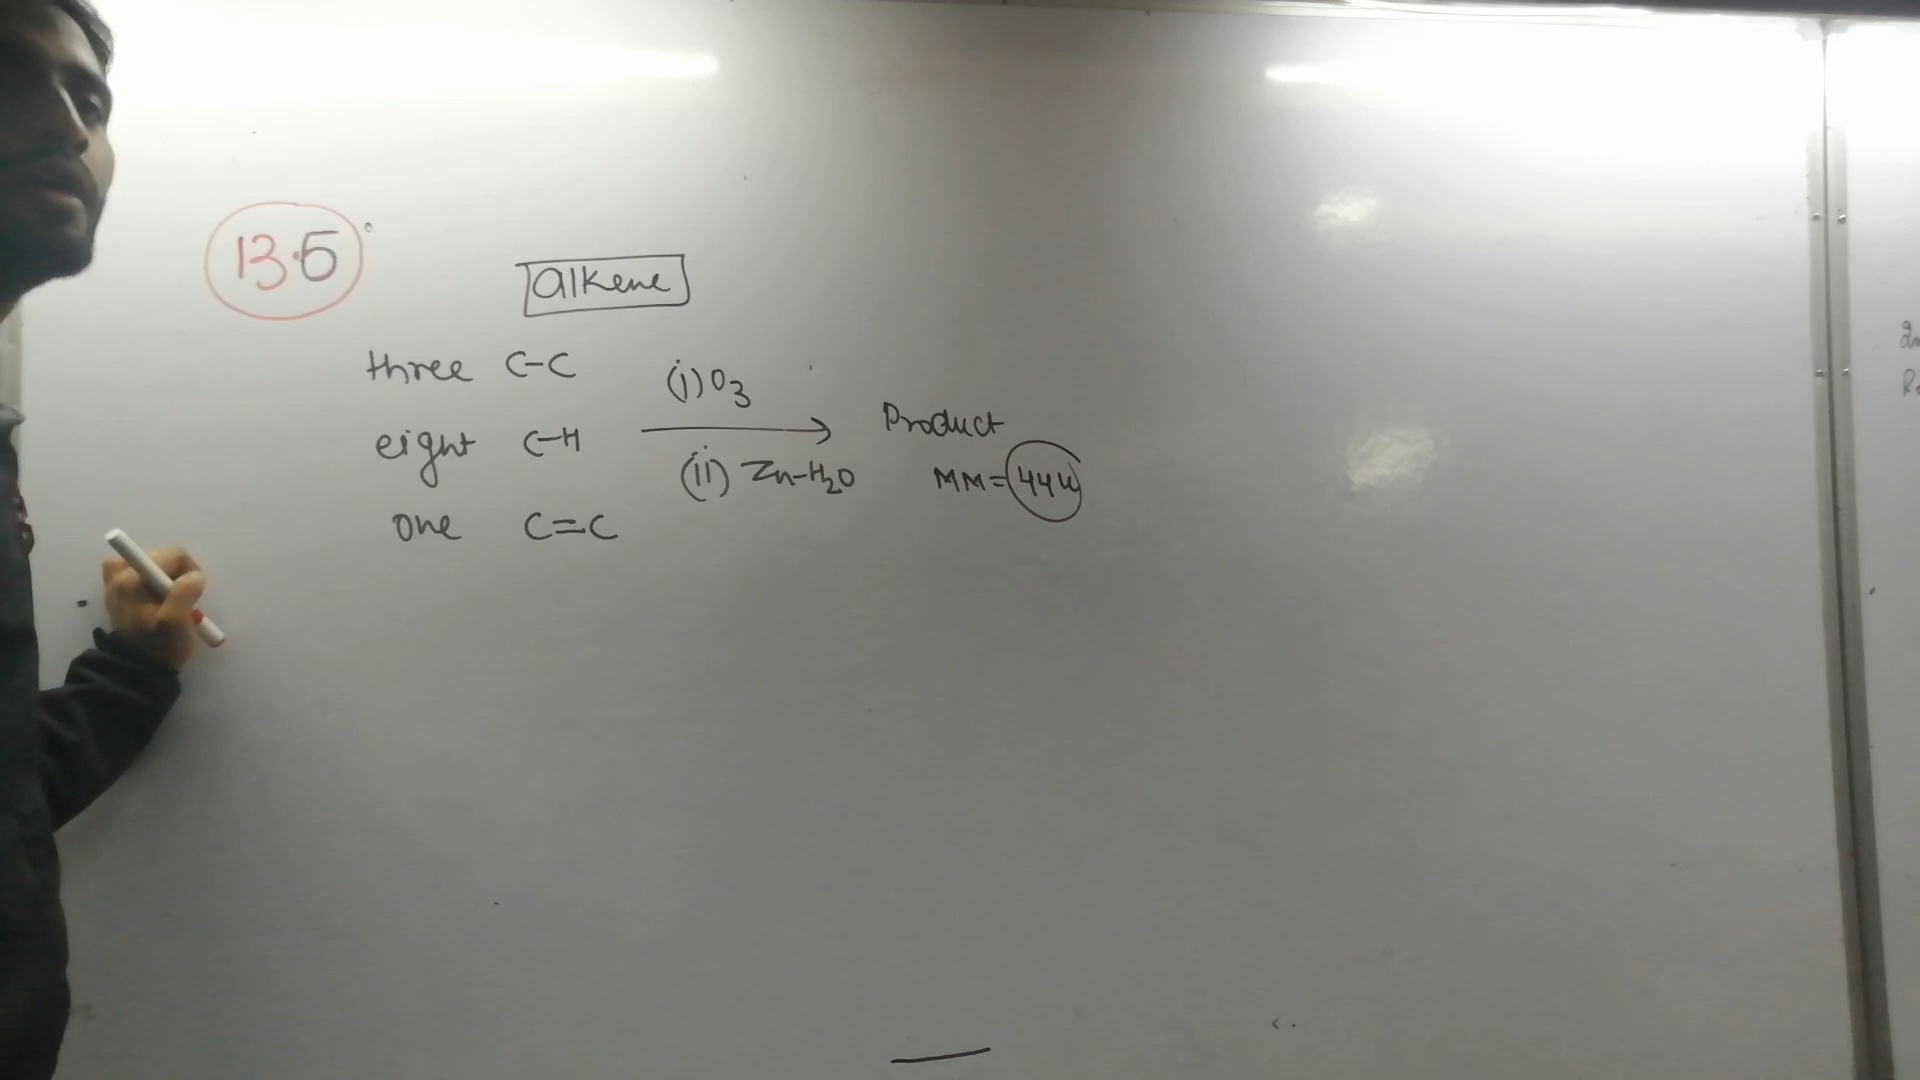 13.5
alkene
three C-C
eight C-H
one C=C
(i) O3
(ii) Zn-H2O
Product
MM=44u